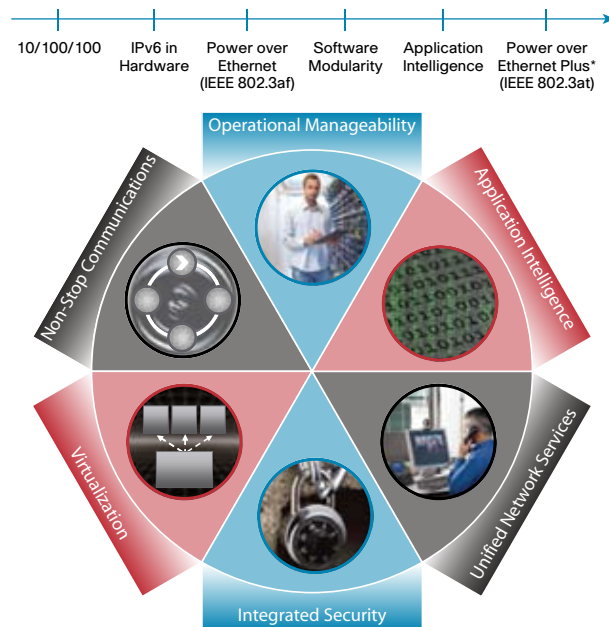 10/100/100
IPv6 in
Hardware
Power over
Ethernet
(IEEE 802.3af)
Software
Modularity
Application
Intelligence
Power over
Ethernet Plus*
(IEEE 802.3at)
Operational Manageability
Non-Stop Communications
Application Intelligence
Virtualization
Unified Network Services
Integrated Security